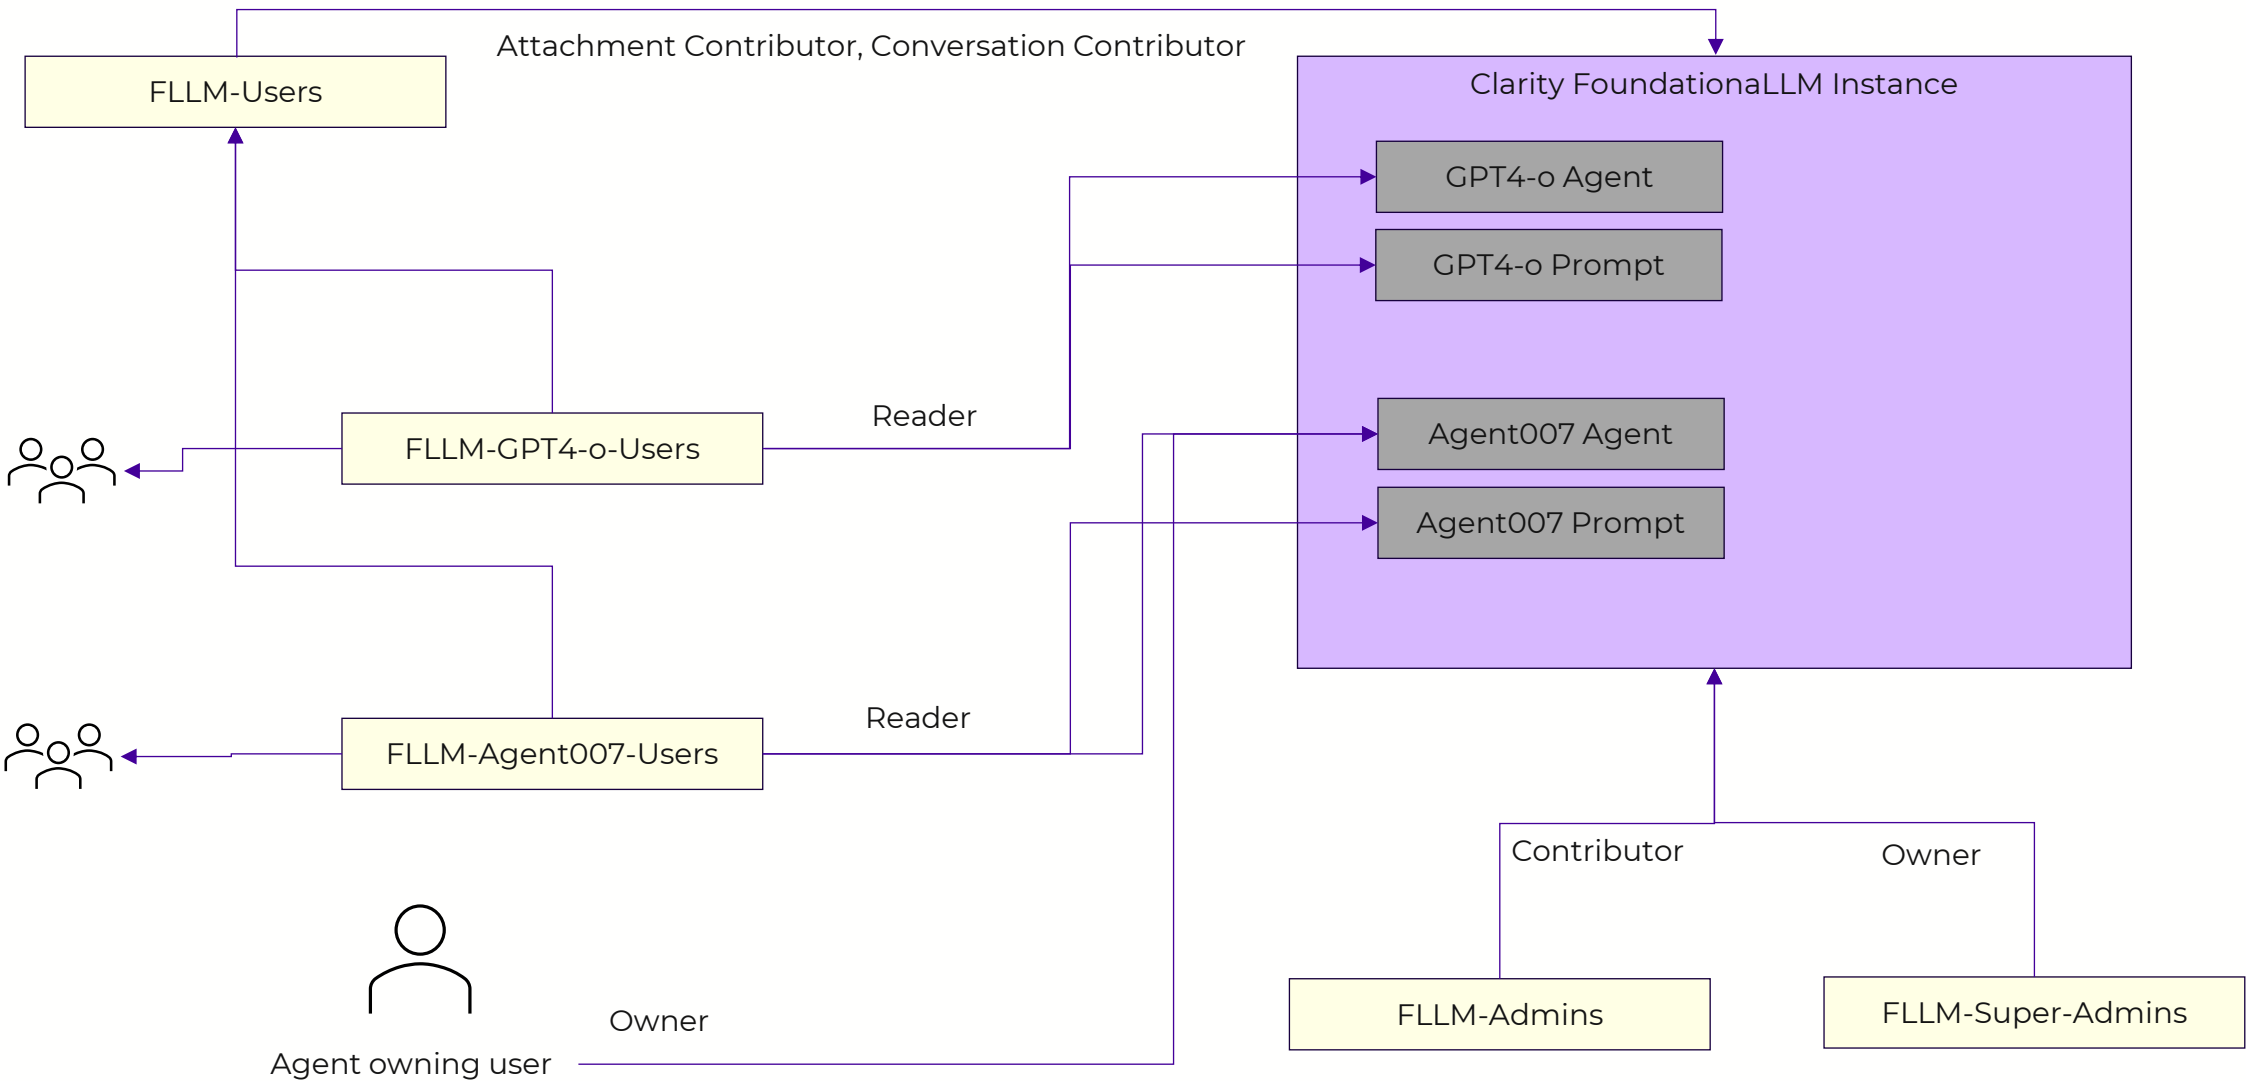 Attachment Contributor, Conversation Contributor
FLLM-Users
Clarity FoundationaLLM Instance
GPT4-o Agent
GPT4-o Prompt
Reader
FLLM-GPT4-o-Users
Agent007 Agent
Agent007 Prompt
Reader
FLLM-Agent007-Users
Contributor
Owner
Owner
Agent owning user
FLLM-Admins
FLLM-Super-Admins